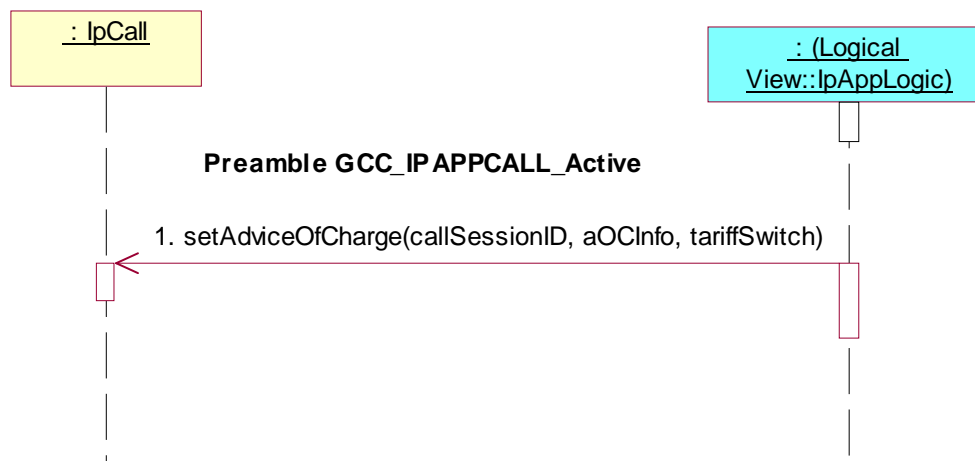 : IpCall
: (Logical
View::IpAppLogic)
Preamble GCC_IPAPPCALL_Active
1. setAdviceOfCharge(callSessionID, aOCInfo, tariffSwitch)